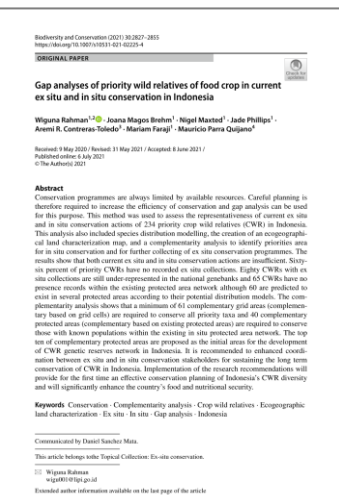 Biodiversity and Conservation (2021) 30:2827–2855
https://doi.org/10.1007/s10531-021-02225-4
ORIGINAL PAPER
Check for
updates
Gap analyses of priority wild relatives of food crop in current
ex situ and in situ conservation in Indonesia
Wiguna Rahman1,2 · Joana Magos Brehm1 · Nigel Maxted1 · Jade Phillips1 ·
Aremi R. Contreras-Toledo3 · Mariam Faraji1 · Mauricio Parra Quijano4
Received: 9 May 2020 / Revised: 31 May 2021 / Accepted: 8 June 2021 /
Published online: 6 July 2021
© The Author(s) 2021
Abstract
Conservation programmes are always limited by available resources. Careful planning is
therefore required to increase the efficiency of conservation and gap analysis can be used
for this purpose. This method was used to assess the representativeness of current ex situ
and in situ conservation actions of 234 priority crop wild relatives (CWR) in Indonesia.
This analysis also included species distribution modelling, the creation of an ecogeographi-
cal land characterization map, and a complementarity analysis to identify priorities area
for in situ conservation and for further collecting of ex situ conservation programmes. The
results show that both current ex situ and in situ conservation actions are insufficient. Sixty-
six percent of priority CWRs have no recorded ex situ collections. Eighty CWRs with ex
situ collections are still under-represented in the national genebanks and 65 CWRs have no
presence records within the existing protected area network although 60 are predicted to
exist in several protected areas according to their potential distribution models. The com-
plementarity analysis shows that a minimum of 61 complementary grid areas (complemen-
tary based on grid cells) are required to conserve all priority taxa and 40 complementary
protected areas (complementary based on existing protected areas) are required to conserve
those with known populations within the existing in situ protected area network. The top
ten of complementary protected areas are proposed as the initial areas for the development
of CWR genetic reserves network in Indonesia. It is recommended to enhanced coordi-
nation between ex situ and in situ conservation stakeholders for sustaining the long term
conservation of CWR in Indonesia. Implementation of the research recommendations will
provide for the first time an effective conservation planning of Indonesia's CWR diversity
and will significantly enhance the country's food and nutritional security.
Keywords Conservation · Complementarity analysis · Crop wild relatives · Ecogeographic
land characterization · Ex situ · In situ · Gap analysis · Indonesia
Communicated by Daniel Sanchez Mata.
This article belongs tothe Topical Collection: Ex-situ conservation.
Wiguna Rahman
wigu001@lipi.go.id
Extended author information available on the last page of the article